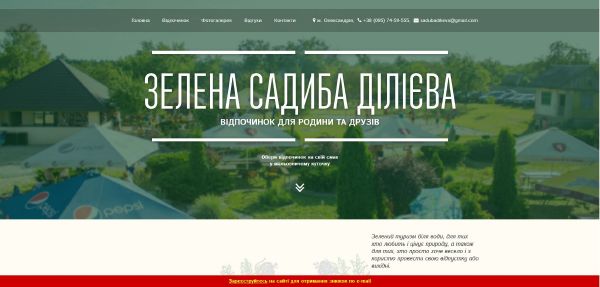 Головна Відпочинок Фотогалерея Відгуки Контакти м. Олександрія, +38 (095) 74-59-555, sadubadilieva@gmail.com
ЗЕЛЕНА САДИБА ДІЛІЄВА
ВІДПОЧИНОК ДЛЯ РОДИНИ ТА ДРУЗІВ
Обери відпочинок на свій смак
у мальовничому куточку
pepsi
pepsi
Зелений туризм біля води, для тих
хто любить і цінує природу, а також
для тих, хто просто хоче весело і з
користю провести свою відпустку або
вихідні.
Зареєструйтесь на сайті для отримання знижок по e-mail